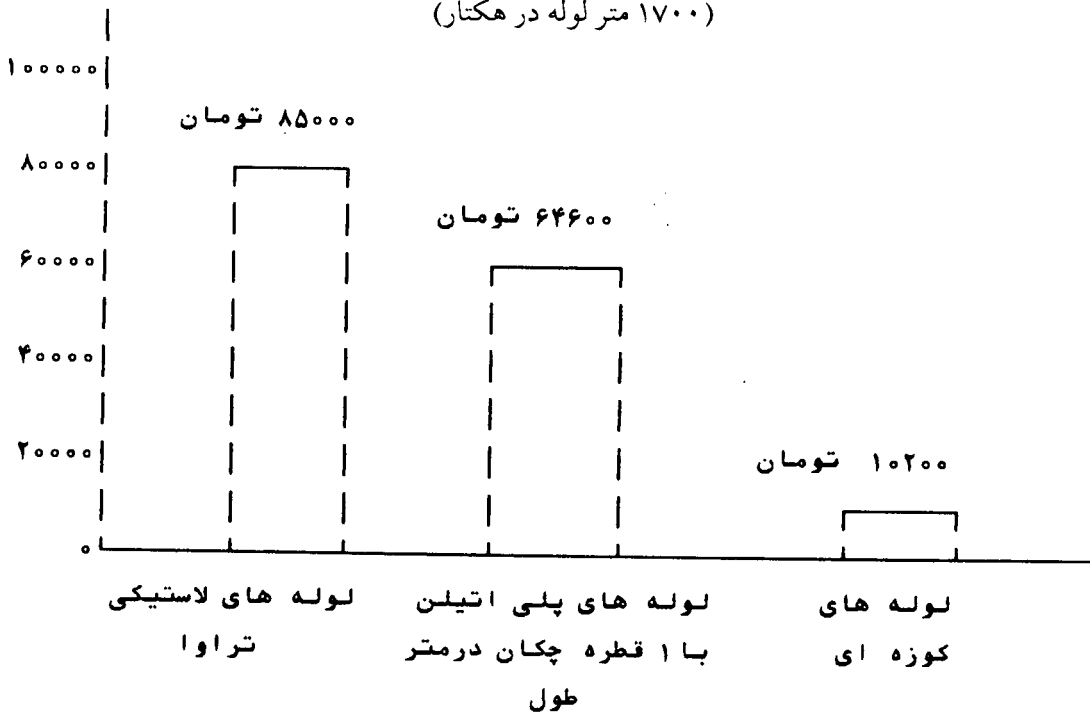 (۱۷۰۰ متر لوله در هکتار)
۱۰۰۰۰۰
۸۵۰۰۰ تومان
۸۰۰۰۰
۶۴۶۰۰ تومان
۶۰۰۰۰
۴۰۰۰۰
۲۰۰۰۰
۱۰۲۰۰ تومان
۰
لوله های لاستیکی
تراوا
لوله های پلی اتیلن
با ۱ قطره چکان درمتر
طول
لوله های
کوزه ای